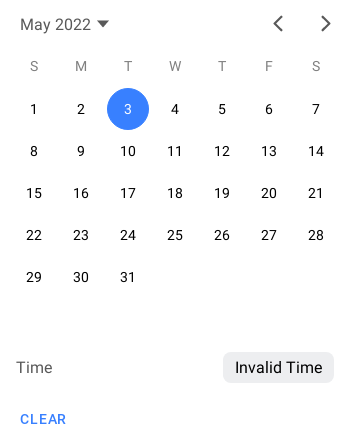 May 2022
S M T W T F S
1 2 3 4 5 6 7
8 9 10 11 12 13 14
15 16 17 18 19 20 21
22 23 24 25 26 27 28
29 30 31
Time Invalid Time
CLEAR